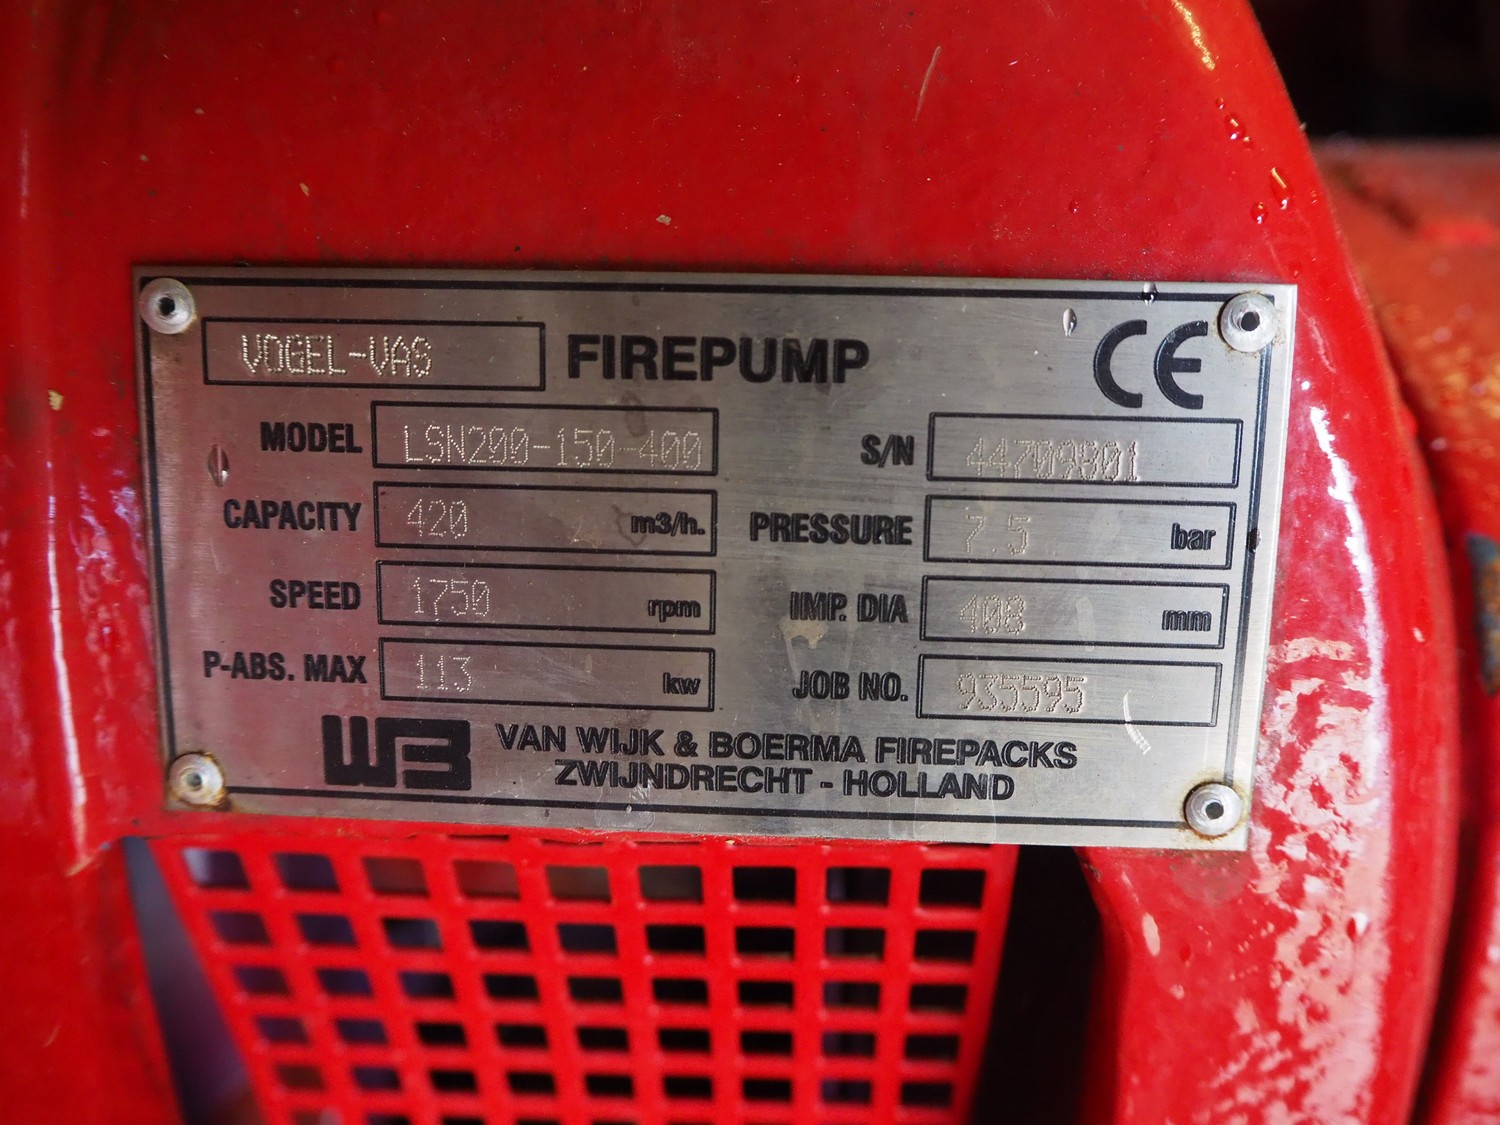 VOGEL-VAS FIREPUMP CE
MODEL LSN200-150-400 S/N 44709801
CAPACITY 420 m3/h. PRESSURE 7.5 bar
SPEED 1750 rpm IMP. DIA 408 mm
P-ABS. MAX 113 kw JOB NO. 935595
WB VAN WIJK & BOERMA FIREPACKS
ZWIJNDRECHT - HOLLAND